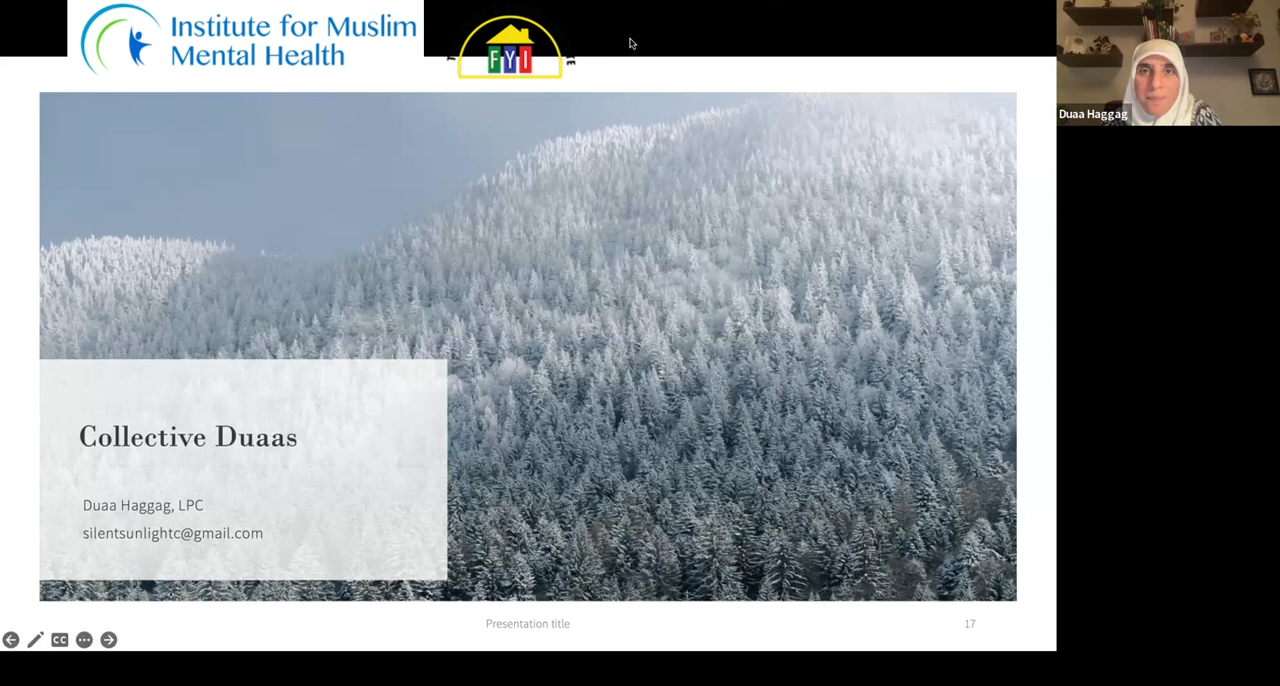 Institute for Muslim
Mental Health
FYI
Duaa Haggag
Collective Duaas
Duaa Haggag, LPC
silentsunlightc@gmail.com
Presentation title
17
CC